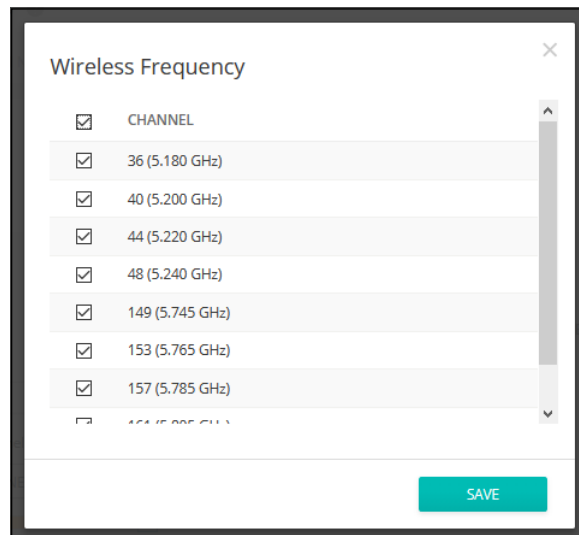 Wireless Frequency
CHANNEL
36 (5.180 GHz)
40 (5.200 GHz)
44 (5.220 GHz)
48 (5.240 GHz)
149 (5.745 GHz)
153 (5.765 GHz)
157 (5.785 GHz)
SAVE